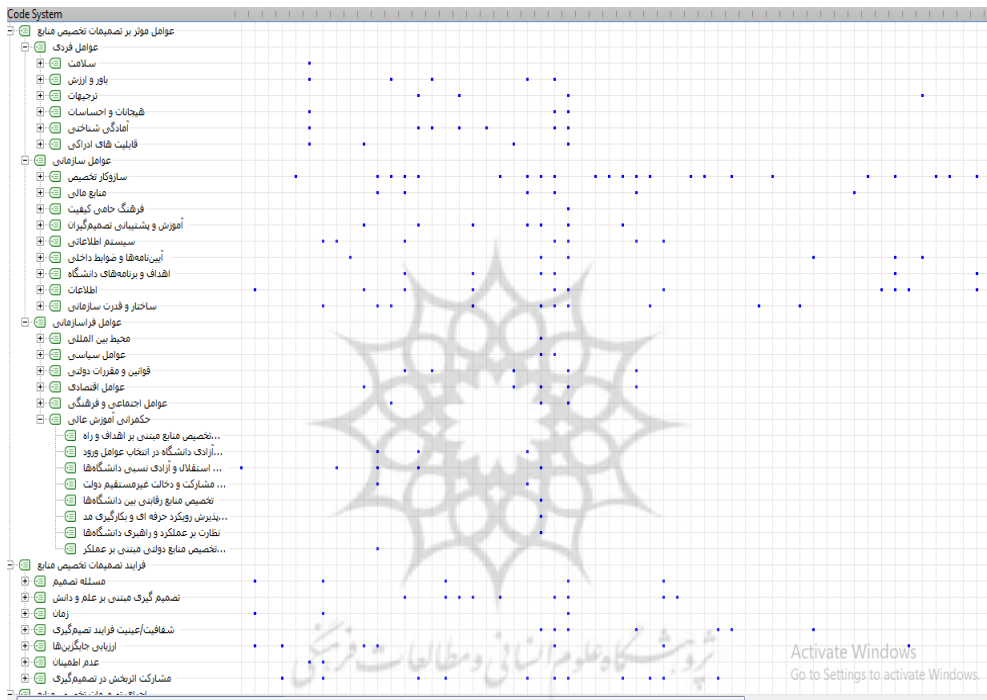 Code System
عوامل موثر بر تصمیمات تخصیص منابع
عوامل فردی
سلامت
باور و ارزش
ترجیهات
هیجانات و احساسات
آمادگی شناختی
قابلیت های ادراکی
عوامل سازمانی
سازوکار تخصیص
منابع مالی
فرهنگ حامی کیفیت
آموزش و پشتیبانی تصمیم‌گیران
سیستم اطلاعاتی
آیین‌نامه‌ها و ضوابط داخلی
اهداف و برنامه‌های دانشگاه
اطلاعات
ساختار و قدرت سازمانی
عوامل فراسازمانی
محیط بین المللی
عوامل سیاسی
قوانین و مقررات دولتی
عوامل اقتصادی
عوامل اجتماعی و فرهنگی
حکمرانی آموزش عالی
تخصیص منابع مبتنی بر اهداف و راه...
آزادی دانشگاه در انتخاب عوامل ورود...
استقلال و آزادی نسبی دانشگاه‌ها ...
مشارکت و دخالت غیرمستقیم دولت ...
تخصیص منابع رقابتی بین دانشگاه‌ها
پذیرش رویکرد حرفه ای و بکارگیری مد...
نظارت بر عملکرد و راهبری دانشگاه‌ها
تخصیص منابع دولتی مبتنی بر عملکر...
فرایند تصمیمات تخصیص منابع
مسئله تصمیم
تصمیم گیری مبتنی بر علم و دانش
زمان
شفافیت/عینیت فرایند تصیم‌گیری
ارزیابی جایگزین‌ها
عدم اطمینان
مشارکت اثربخش در تصمیم‌گیری
پژوهشگاه علوم انسانی و مطالعات فرهنگی
Activate Windows
Go to Settings to activate Windows.